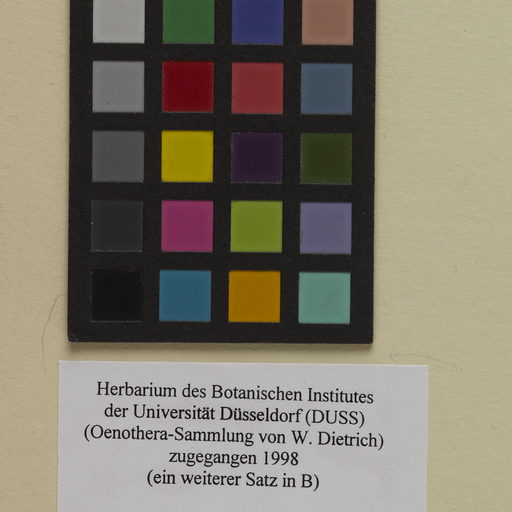 Herbarium des Botanischen Institutes
der Universität Düsseldorf (DUSS)
(Oenothera-Sammlung von W. Dietrich)
zugegangen 1998
(ein weiterer Satz in B)